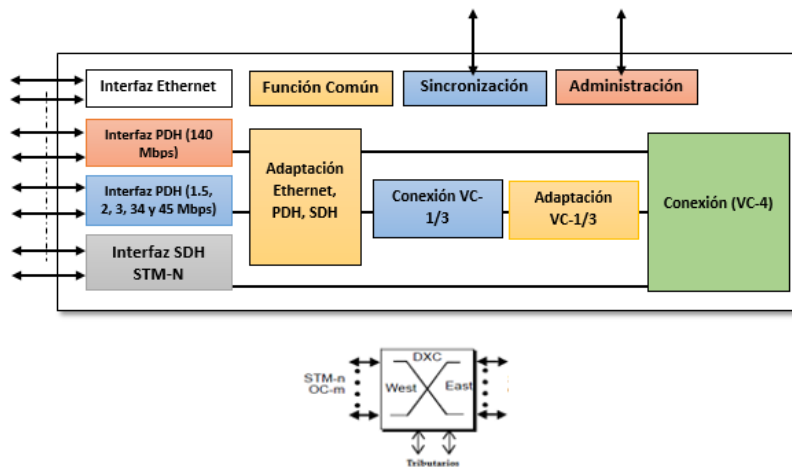 Interfaz Ethernet
Función Común
Sincronización
Administración
Interfaz PDH (140
Mbps)
Interfaz PDH (1.5,
2, 3, 34 y 45 Mbps)
Interfaz SDH
STM-N
Adaptación
Ethernet,
PDH, SDH
Conexión VC-
1/3
Adaptación
VC-1/3
Conexión (VC-4)
DXC
STM-n
OC-m
West
East
Tributarios